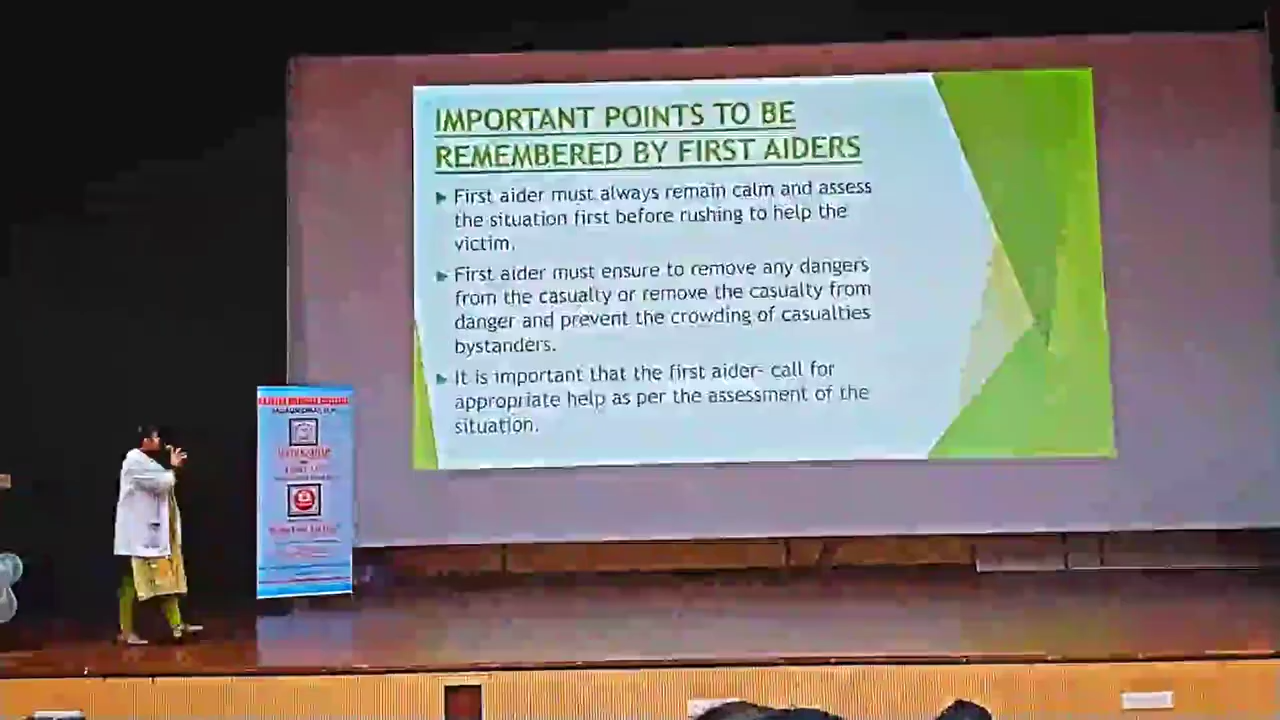 IMPORTANT POINTS TO BE
REMEMBERED BY FIRST AIDERS
First aider must always remain calm and assess
the situation first before rushing to help the
victim.
First aider must ensure to remove any dangers
from the casualty or remove the casualty from
danger and prevent the crowding of casualties
bystanders.
It is important that the first aider- call for
appropriate help as per the assessment of the
situation.